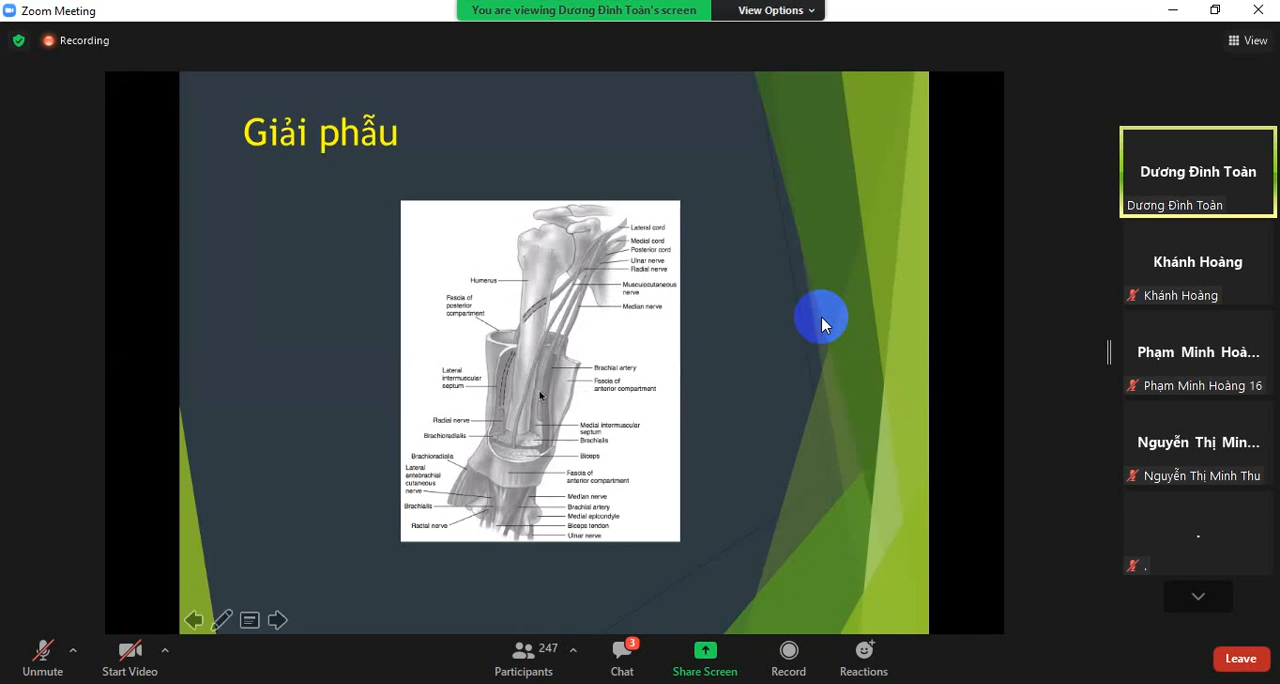 Zoom Meeting
You are viewing Dương Đình Toàn's screen
View Options
Recording
View
Giải phẫu
Lateral cord
Medial cord
Posterior cord
Ulnar nerve
Radial nerve
Musculocutaneous
nerve
Median nerve
Humerus
Fascia of
posterior
compartment
Lateral
intermuscular
septum
Brachial artery
Fascia of
anterior compartment
Radial nerve
Brachioradialis
Medial intermuscular
septum
Brachialis
Biceps
Brachioradialis
Lateral
antebrachial
cutaneous
nerve
Brachialis
Radial nerve
Fascia of
anterior compartment
Median nerve
Brachial artery
Medial epicondyle
Biceps tendon
Ulnar nerve
Dương Đình Toàn
Dương Đình Toàn
Khánh Hoàng
Khánh Hoàng
Phạm Minh Hoà...
Phạm Minh Hoàng 16
Nguyễn Thị Min...
Nguyễn Thị Minh Thu
.
.
Unmute
Start Video
247
Participants
3
Chat
Share Screen
Record
Reactions
Leave